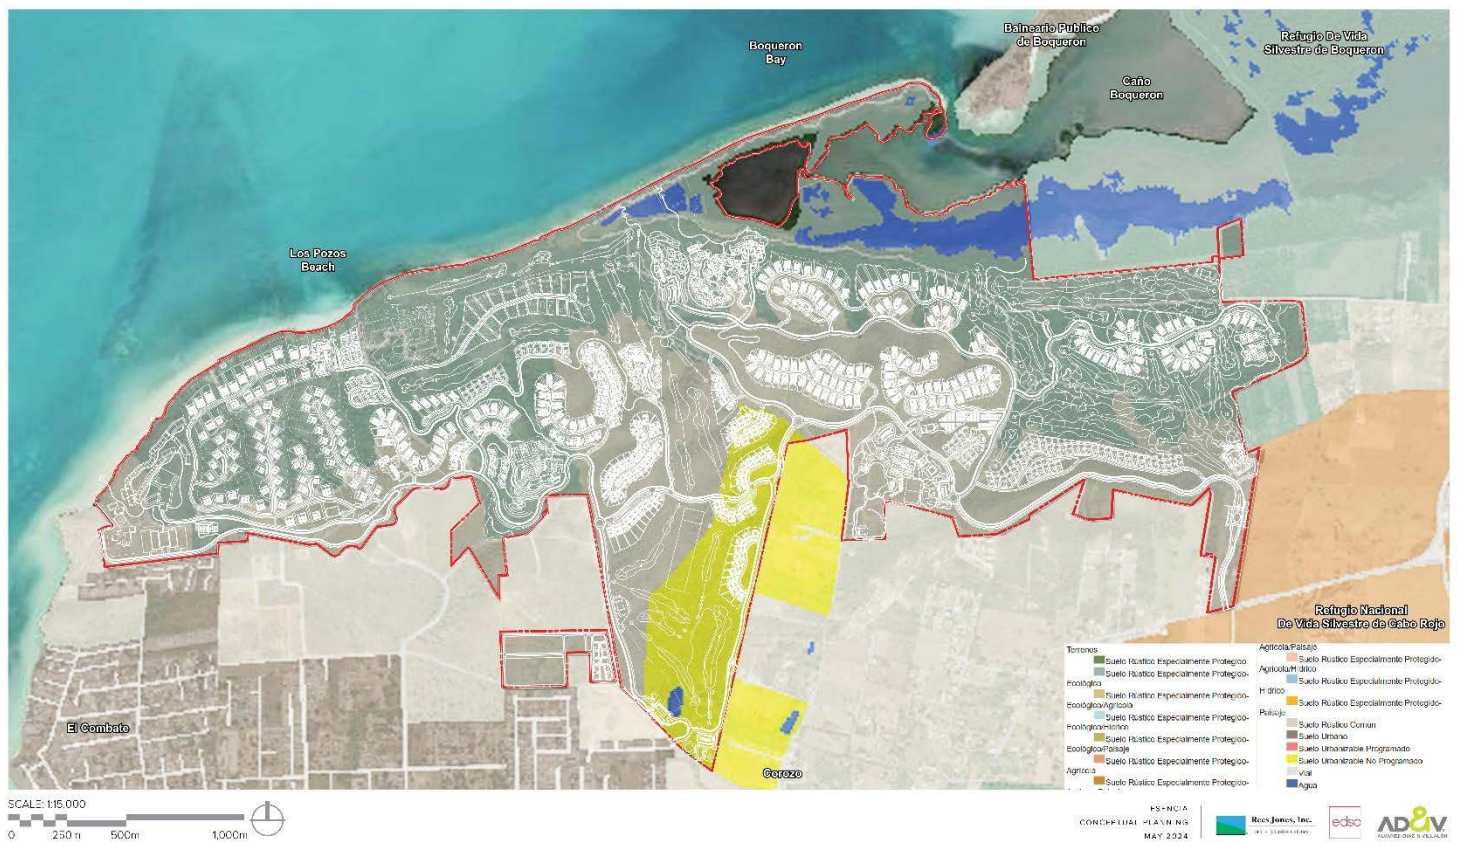 Boqueron
Bay
Balneario Publico
de Boqueron
Refugio De Vida
Silvestre de Boqueron
Caño
Boqueron
Los Pozos
Beach
Refugio Nacional
De Vida Silvestre de Cabo Rojo
El Combate
Corozo
Terrenos
Suelo Rústico Especialmente Protegido
Suelo Rústico Especialmente Protegido-
Ecológico
Suelo Rústico Especialmente Protegido-
Ecológico/Agrícola
Suelo Rústico Especialmente Protegido-
Ecológico/Hídrico
Suelo Rústico Especialmente Protegido-
Ecológico/Paisaje
Suelo Rústico Especialmente Protegido-
Agrícola
Suelo Rústico Especialmente Protegido-
Agrícola/Paisaje
Suelo Rústico Especialmente Protegido-
Agrícola/Hídrico
Suelo Rústico Especialmente Protegido-
Hídrico
Suelo Rústico Especialmente Protegido-
Paisaje
Suelo Rústico Común
Suelo Urbano
Suelo Urbanizable Programado
Suelo Urbanizable No Programado
Vial
Agua
SCALE: 1:15,000
0 250m 500m 1,000m
ESENCIA
CONCEPTUAL PLANNING
MAY 2024
Rees Jones, Inc.
edsa
AD&V